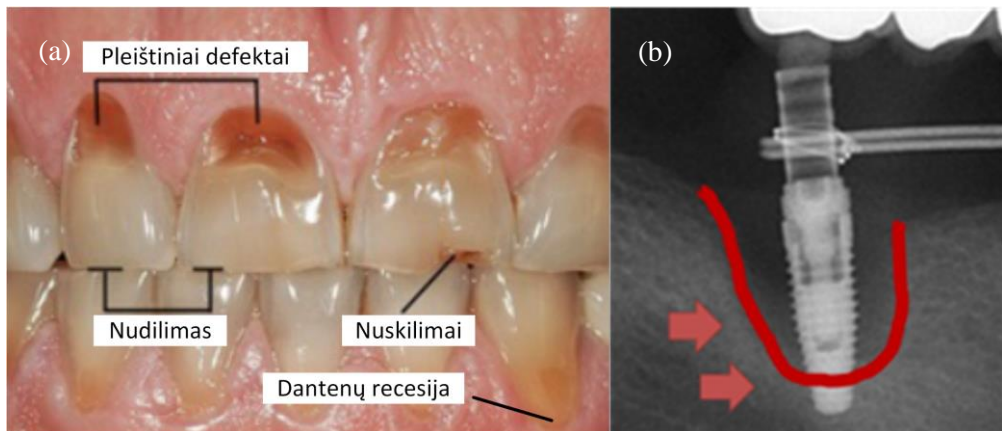 (a)
Pleištiniai defektai
(b)
Nudilimas
Nuskilimai
Dantenų recesija